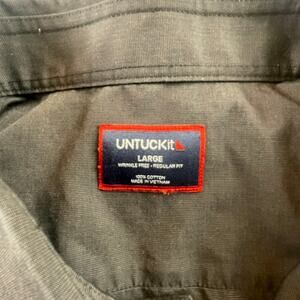 UNTUCKit
LARGE
WRINKLE FREE - REGULAR FIT
100% COTTON
MADE IN VIETNAM